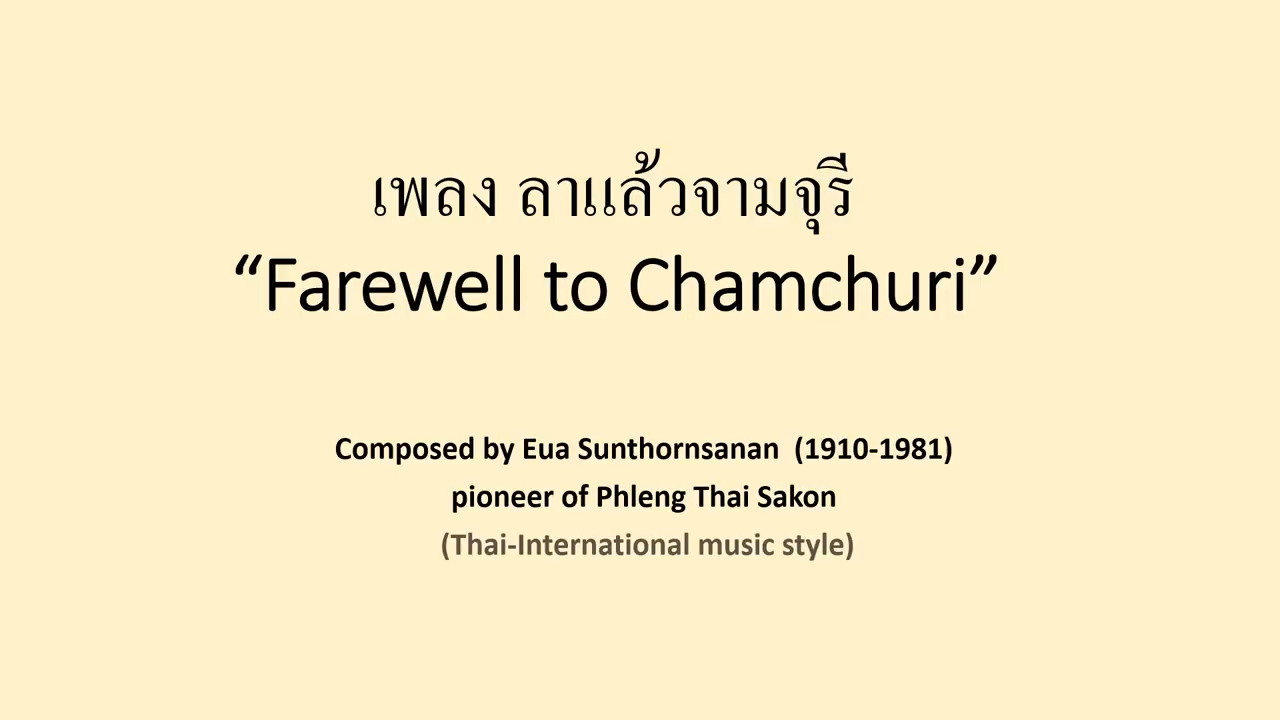 เพลง ลาแล้วจามจุรี
“Farewell to Chamchuri”
Composed by Eua Sunthornsanan (1910-1981)
pioneer of Phleng Thai Sakon
(Thai-International music style)